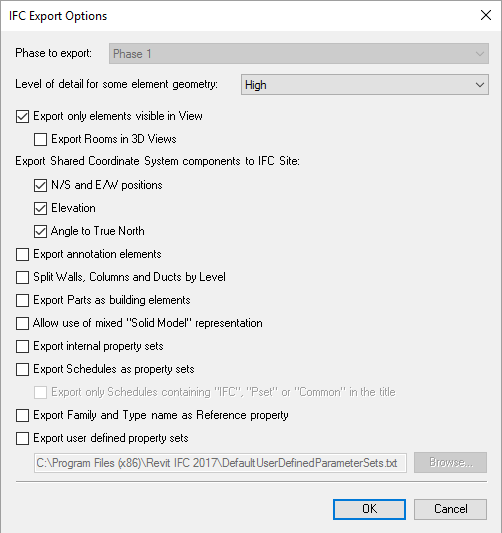 IFC Export Options
Phase to export: Phase 1
Level of detail for some element geometry: High
Export only elements visible in View
Export Rooms in 3D Views
Export Shared Coordinate System components to IFC Site:
N/S and E/W positions
Elevation
Angle to True North
Export annotation elements
Split Walls, Columns and Ducts by Level
Export Parts as building elements
Allow use of mixed "Solid Model" representation
Export internal property sets
Export Schedules as property sets
Export only Schedules containing "IFC", "Pset" or "Common" in the title
Export Family and Type name as Reference property
Export user defined property sets
C:\Program Files (x86)\Revit IFC 2017\DefaultUserDefinedParameterSets.txt Browse...
OK Cancel